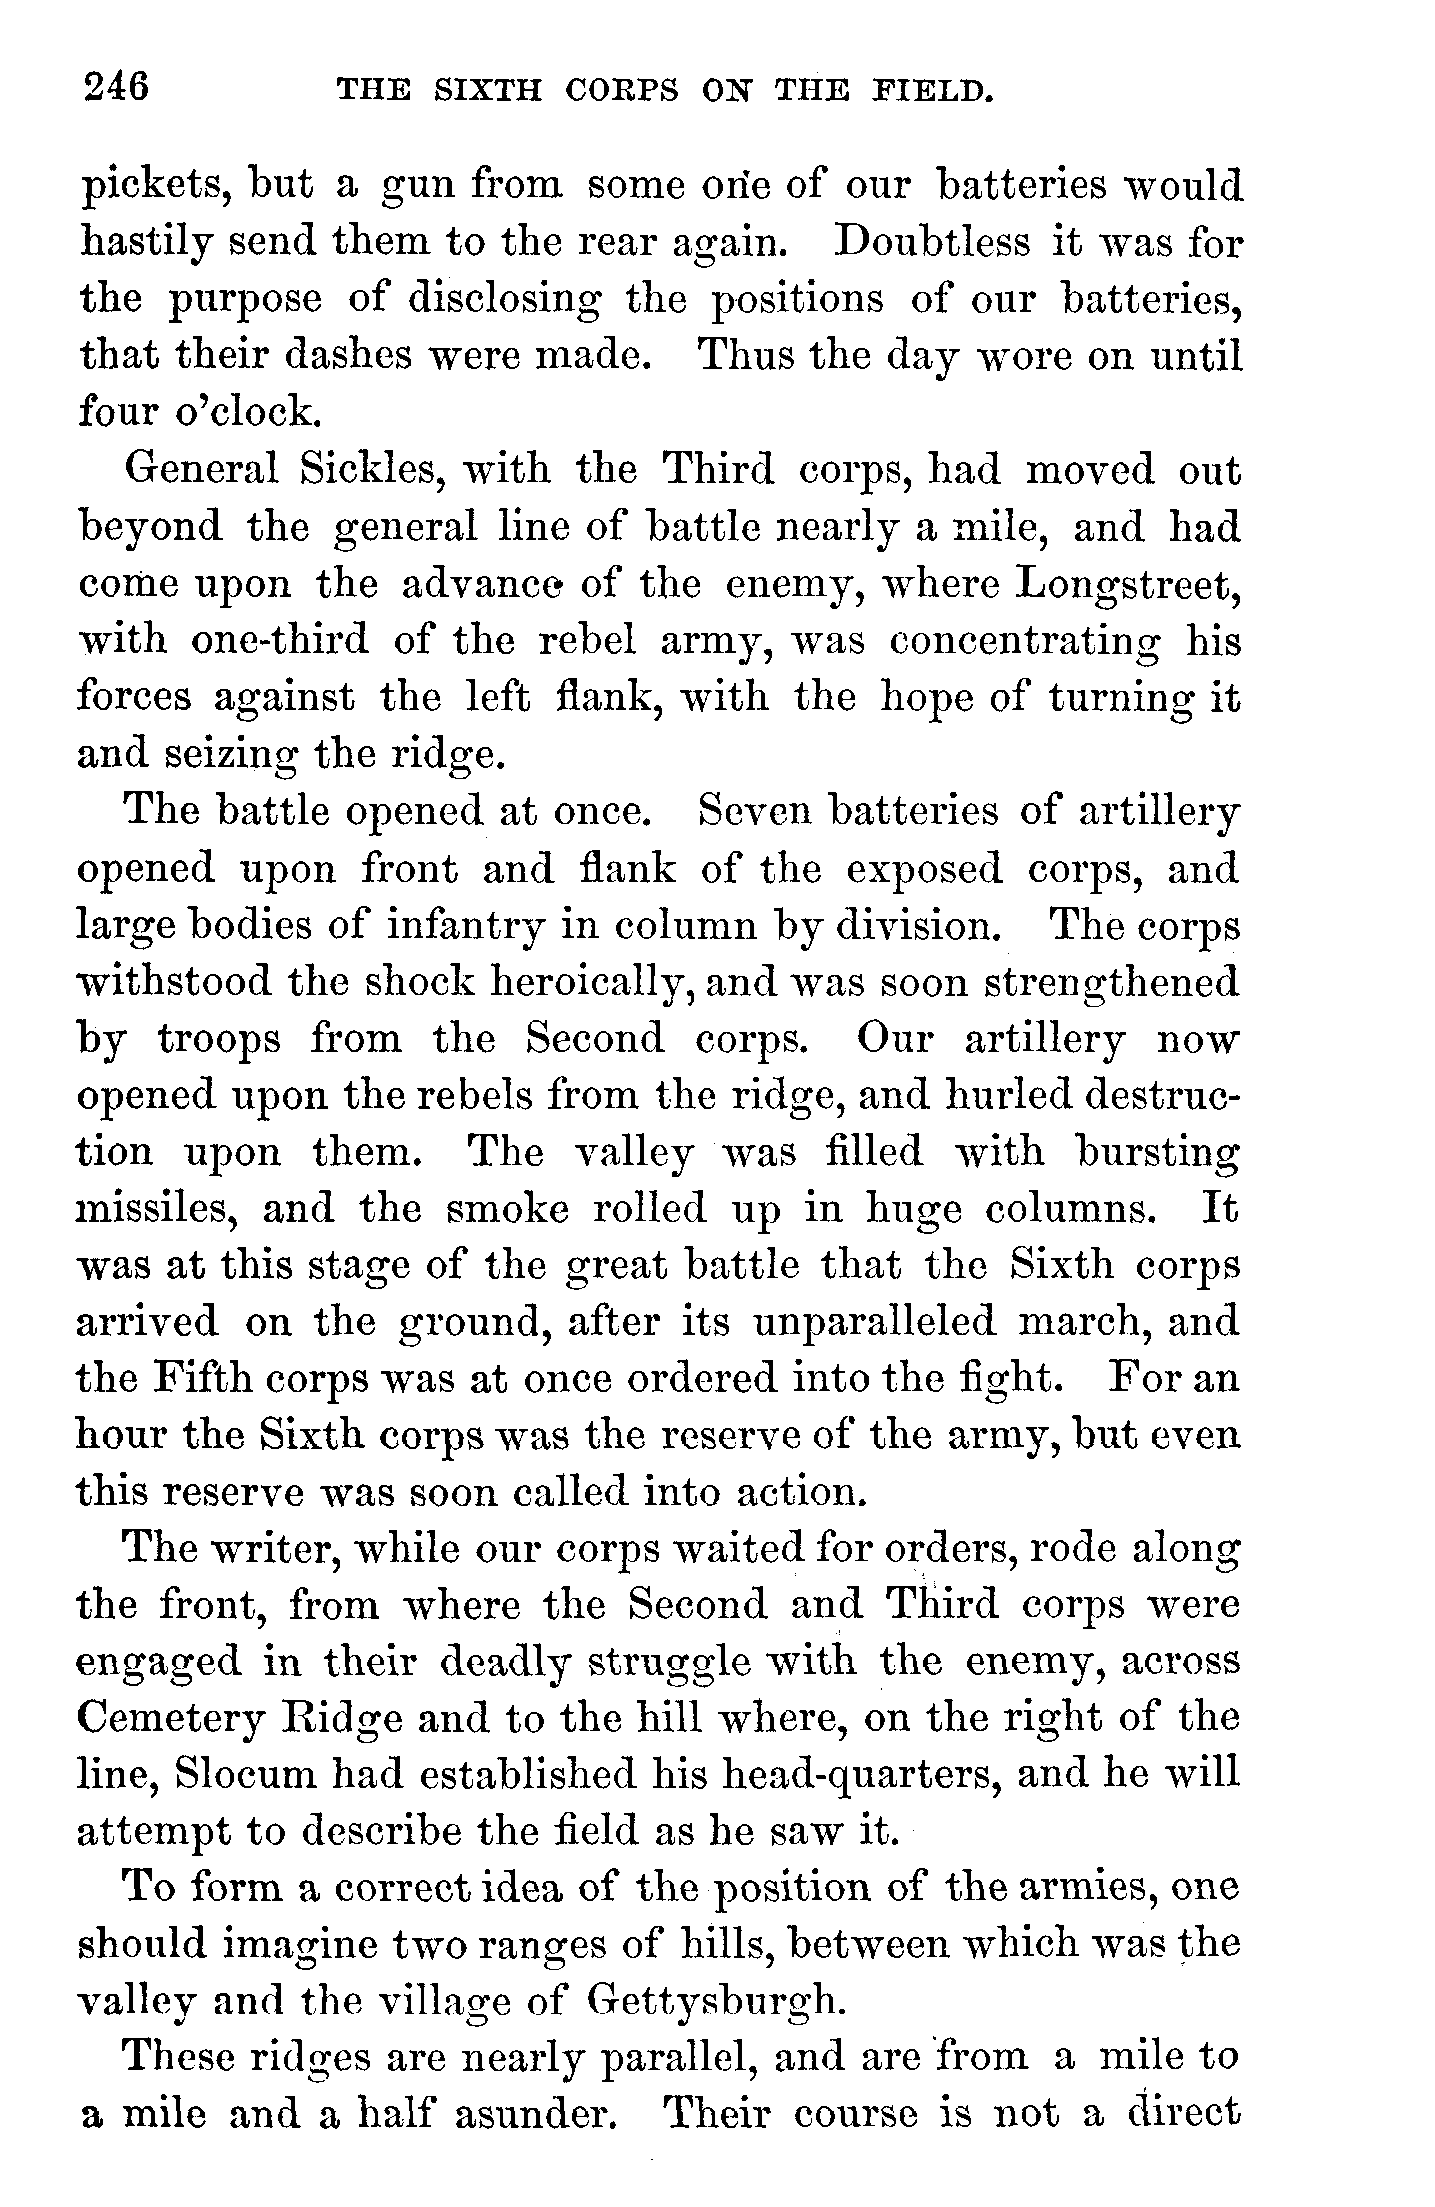 246 THE SIXTH CORPS ON THE FIELD.
pickets, but a gun from some one of our batteries would
hastily send them to the rear again. Doubtless it was for
the purpose of disclosing the positions of our batteries,
that their dashes were made. Thus the day wore on until
four o'clock.
General Sickles, with the Third corps, had moved out
beyond the general line of battle nearly a mile, and had
come upon the advance of the enemy, where Longstreet,
with one-third of the rebel army, was concentrating his
forces against the left flank, with the hope of turning it
and seizing the ridge.
The battle opened at once. Seven batteries of artillery
opened upon front and flank of the exposed corps, and
large bodies of infantry in column by division. The corps
withstood the shock heroically, and was soon strengthened
by troops from the Second corps. Our artillery now
opened upon the rebels from the ridge, and hurled destruc-
tion upon them. The valley was filled with bursting
missiles, and the smoke rolled up in huge columns. It
was at this stage of the great battle that the Sixth corps
arrived on the ground, after its unparalleled march, and
the Fifth corps was at once ordered into the fight. For an
hour the Sixth corps was the reserve of the army, but even
this reserve was soon called into action.
The writer, while our corps waited for orders, rode along
the front, from where the Second and Third corps were
engaged in their deadly struggle with the enemy, across
Cemetery Ridge and to the hill where, on the right of the
line, Slocum had established his head-quarters, and he will
attempt to describe the field as he saw it.
To form a correct idea of the position of the armies, one
should imagine two ranges of hills, between which was the
valley and the village of Gettysburgh.
These ridges are nearly parallel, and are from a mile to
a mile and a half asunder. Their course is not a direct